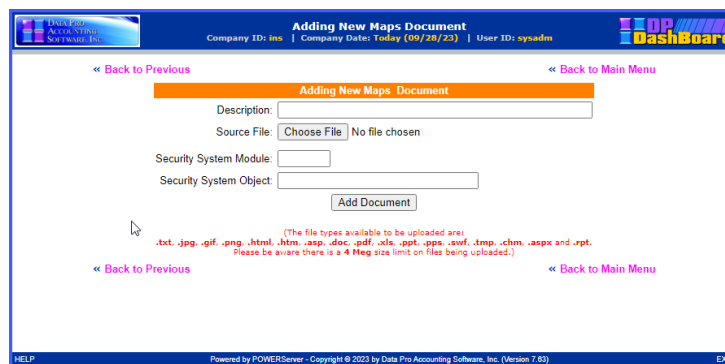 DATA PRO
ACCOUNTING
SOFTWARE, INC.
Adding New Maps Document
Company ID: ins | Company Date: Today (09/28/23) | User ID: sysadm
DP
DashBoard
« Back to Previous
« Back to Main Menu
Adding New Maps Document
Description:
Source File: Choose File No file chosen
Security System Module:
Security System Object:
Add Document
(The file types available to be uploaded are:
.txt, .jpg, .gif, .png, .html, .htm, .asp, .doc, .pdf, .xls, .ppt, .pps, .swf, .tmp, .chm, .aspx and .rpt.
Please be aware there is a 4 Meg size limit on files being uploaded.)
« Back to Previous
« Back to Main Menu
HELP
Powered by POWERServer - Copyright © 2023 by Data Pro Accounting Software, Inc. (Version 7.63)